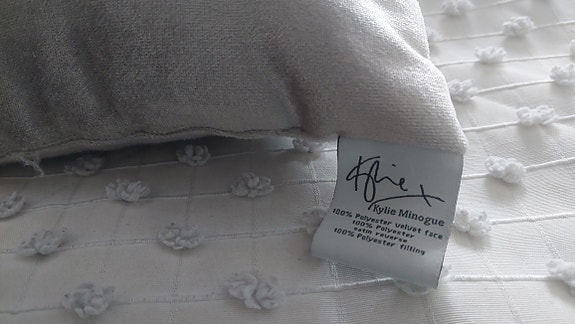 Kylie x
Kylie Minogue
100% Polyester velvet face
100% Polyester
satin reverse
100% Polyester filling